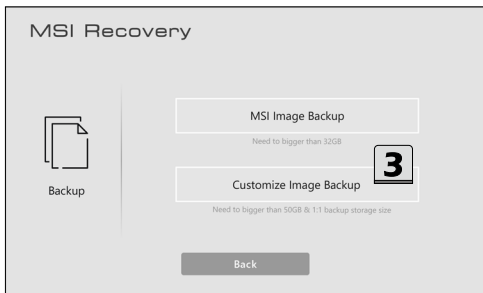 MSI Recovery
MSI Image Backup
Need to bigger than 32GB
3
Backup
Customize Image Backup
Need to bigger than 50GB & 1:1 backup storage size
Back